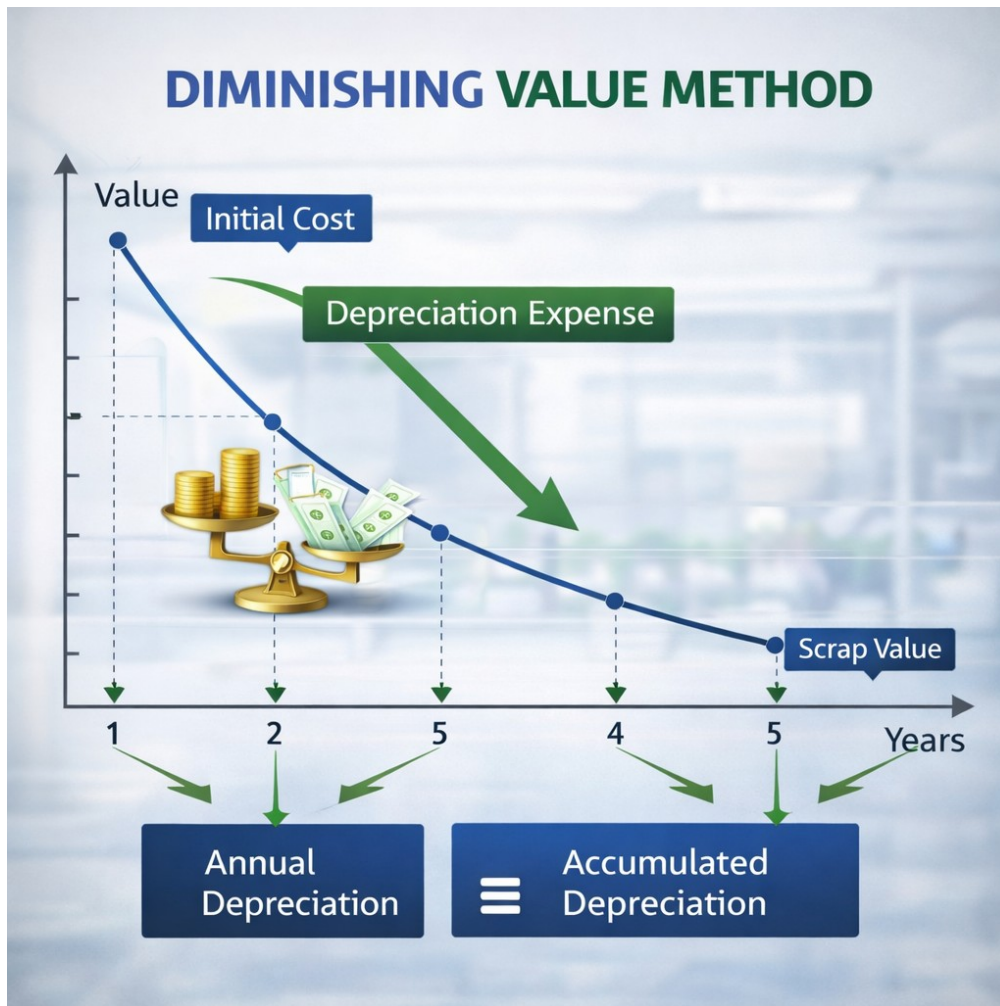 DIMINISHING VALUE METHOD
Value
Initial Cost
Depreciation Expense
Scrap Value
1 2 5 4 5
Years
Annual
Depreciation
Accumulated
Depreciation